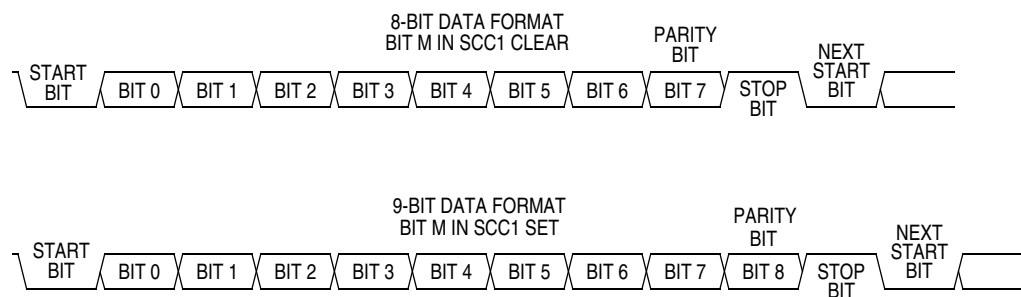 8-BIT DATA FORMAT
BIT M IN SCC1 CLEAR
PARITY
BIT
START
BIT
BIT 0
BIT 1
BIT 2
BIT 3
BIT 4
BIT 5
BIT 6
BIT 7
STOP
BIT
NEXT
START
BIT
9-BIT DATA FORMAT
BIT M IN SCC1 SET
PARITY
BIT
START
BIT
BIT 0
BIT 1
BIT 2
BIT 3
BIT 4
BIT 5
BIT 6
BIT 7
BIT 8
STOP
BIT
NEXT
START
BIT